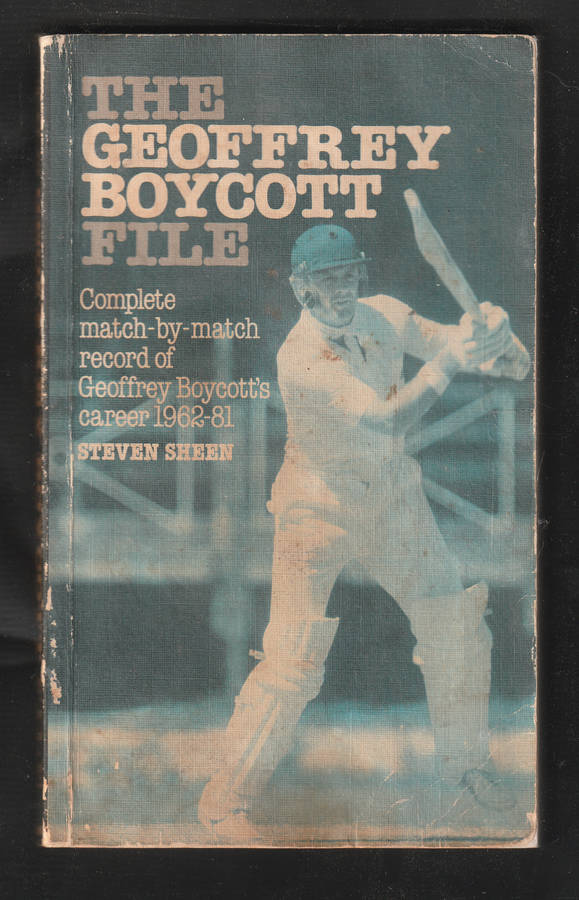 THE
GEOFFREY
BOYCOTT
FILE
Complete
match-by-match
record of
Geoffrey Boycott's
career 1962-81
STEVEN SHEEN